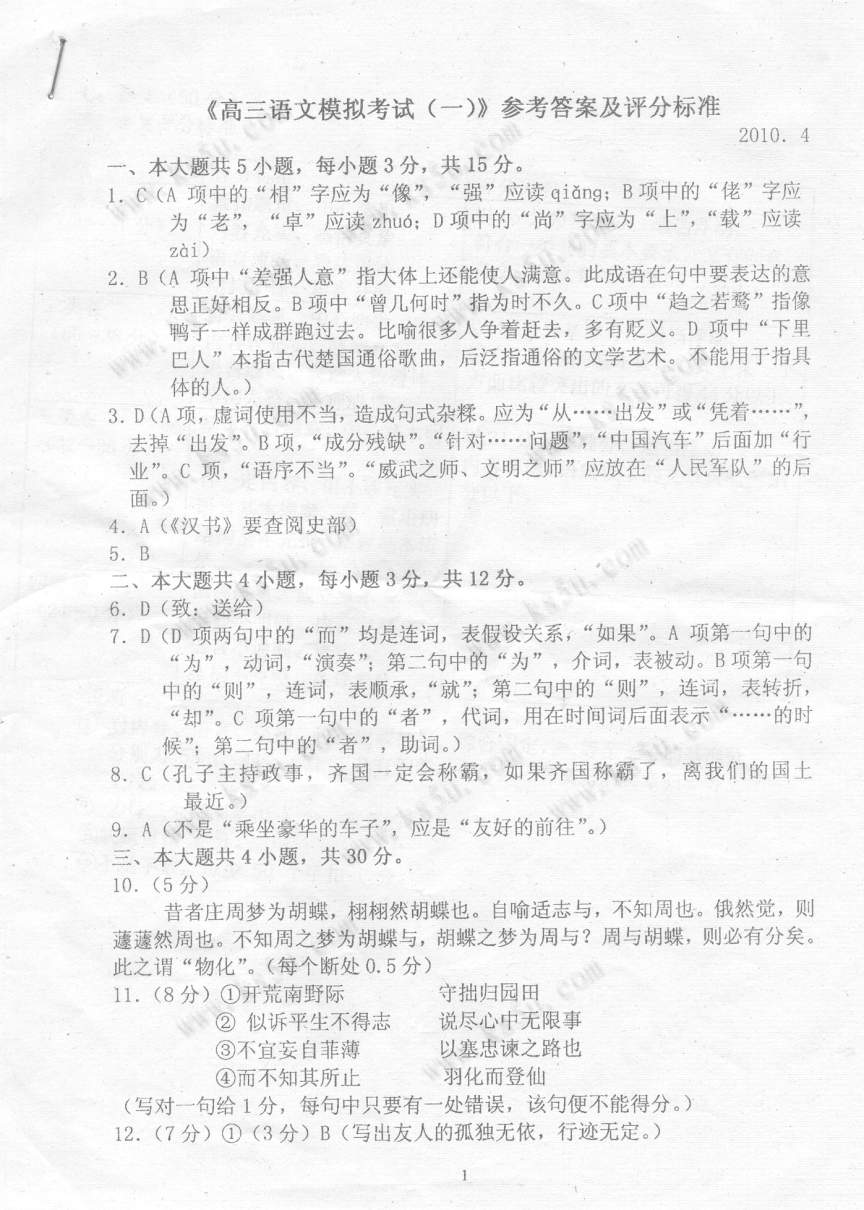 《高三语文模拟考试（一）》参考答案及评分标准
2010．4
一、本大题共5小题，每小题3分，共15分。
1．C（A 项中的“相”字应为“像”，“强”应读qiǎng；B项中的“佬”字应
为“老”，“卓”应读zhuó；D项中的“尚”字应为“上”，“载”应读
zài）
2．B（A 项中“差强人意”指大体上还能使人满意。此成语在句中要表达的意
思正好相反。B项中“曾几何时”指为时不久。C项中“趋之若鹜”指像
鸭子一样成群跑过去。比喻很多人争着赶去，多有贬义。D 项中“下里
巴人”本指古代楚国通俗歌曲，后泛指通俗的文学艺术。不能用于指具
体的人。）
3．D（A项，虚词使用不当，造成句式杂糅。应为“从……出发”或“凭着……”，
去掉“出发”。B项，“成分残缺”。“针对……问题”，“中国汽车”后面加“行
业”。C 项，“语序不当”。“威武之师、文明之师”应放在“人民军队”的后
面。）
4．A（《汉书》要查阅史部）
5．B
二、本大题共4小题，每小题3分，共12分。
6．D（致：送给）
7．D（D 项两句中的“而”均是连词，表假设关系，“如果”。A 项第一句中的
“为”，动词，“演奏”；第二句中的“为”，介词，表被动。B项第一句
中的“则”，连词，表顺承，“就”；第二句中的“则”，连词，表转折，
“却”。C 项第一句中的“者”，代词，用在时间词后面表示“……的时
候”；第二句中的“者”，助词。）
8．C（孔子主持政事，齐国一定会称霸，如果齐国称霸了，离我们的国土
最近。）
9．A（不是“乘坐豪华的车子”，应是“友好的前往”。）
三、本大题共4小题，共30分。
10．（5分）
昔者庄周梦为胡蝶，栩栩然胡蝶也。自喻适志与，不知周也。俄然觉，则
蘧蘧然周也。不知周之梦为胡蝶与，胡蝶之梦为周与？周与胡蝶，则必有分矣。
此之谓“物化”。（每个断处0.5分）
11．（8分）①开荒南野际 守拙归园田
② 似诉平生不得志 说尽心中无限事
③不宜妄自菲薄 以塞忠谏之路也
④而不知其所止 羽化而登仙
（写对一句给1分，每句中只要有一处错误，该句便不能得分。）
12．（7分）①（3分）B（写出友人的孤独无依，行迹无定。）
1